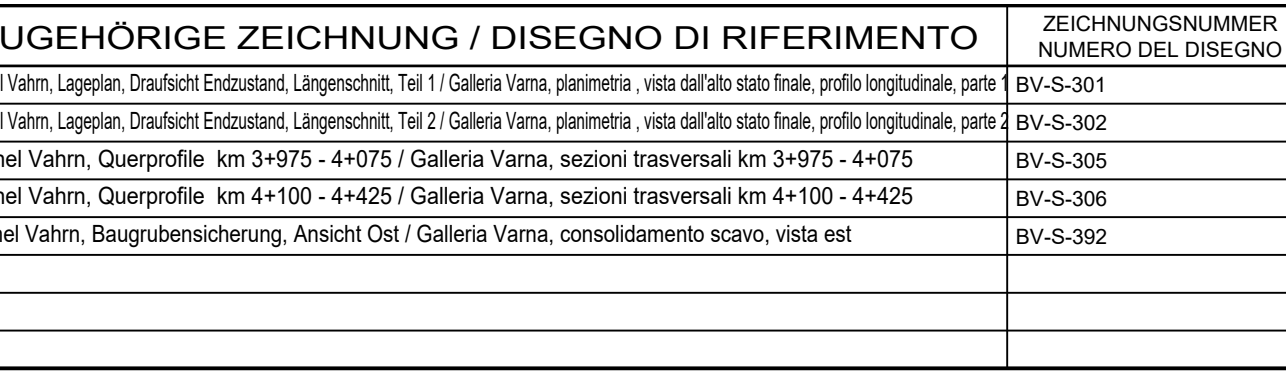 UGEHÖRIGE ZEICHNUNG / DISEGNO DI RIFERIMENTO
ZEICHNUNGSNUMMER
NUMERO DEL DISEGNO
l Vahrn, Lageplan, Draufsicht Endzustand, Längenschnitt, Teil 1 / Galleria Varna, planimetria , vista dall'alto stato finale, profilo longitudinale, parte 1 BV-S-301
l Vahrn, Lageplan, Draufsicht Endzustand, Längenschnitt, Teil 2 / Galleria Varna, planimetria , vista dall'alto stato finale, profilo longitudinale, parte 2 BV-S-302
nel Vahrn, Querprofile km 3+975 - 4+075 / Galleria Varna, sezioni trasversali km 3+975 - 4+075 BV-S-305
nel Vahrn, Querprofile km 4+100 - 4+425 / Galleria Varna, sezioni trasversali km 4+100 - 4+425 BV-S-306
nel Vahrn, Baugrubensicherung, Ansicht Ost / Galleria Varna, consolidamento scavo, vista est BV-S-392